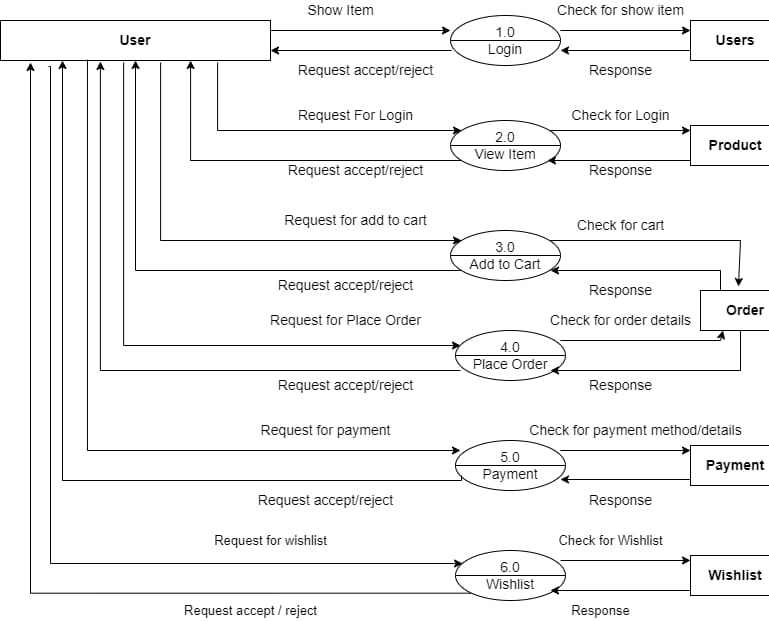 Show Item
Check for show item
User
1.0
Login
Users
Request accept/reject
Response
Request For Login
Check for Login
2.0
View Item
Product
Request accept/reject
Response
Request for add to cart
Check for cart
3.0
Add to Cart
Request accept/reject
Response
Order
Request for Place Order
Check for order details
4.0
Place Order
Request accept/reject
Response
Request for payment
Check for payment method/details
5.0
Payment
Payment
Request accept/reject
Response
Request for wishlist
Check for Wishlist
6.0
Wishlist
Wishlist
Request accept / reject
Response